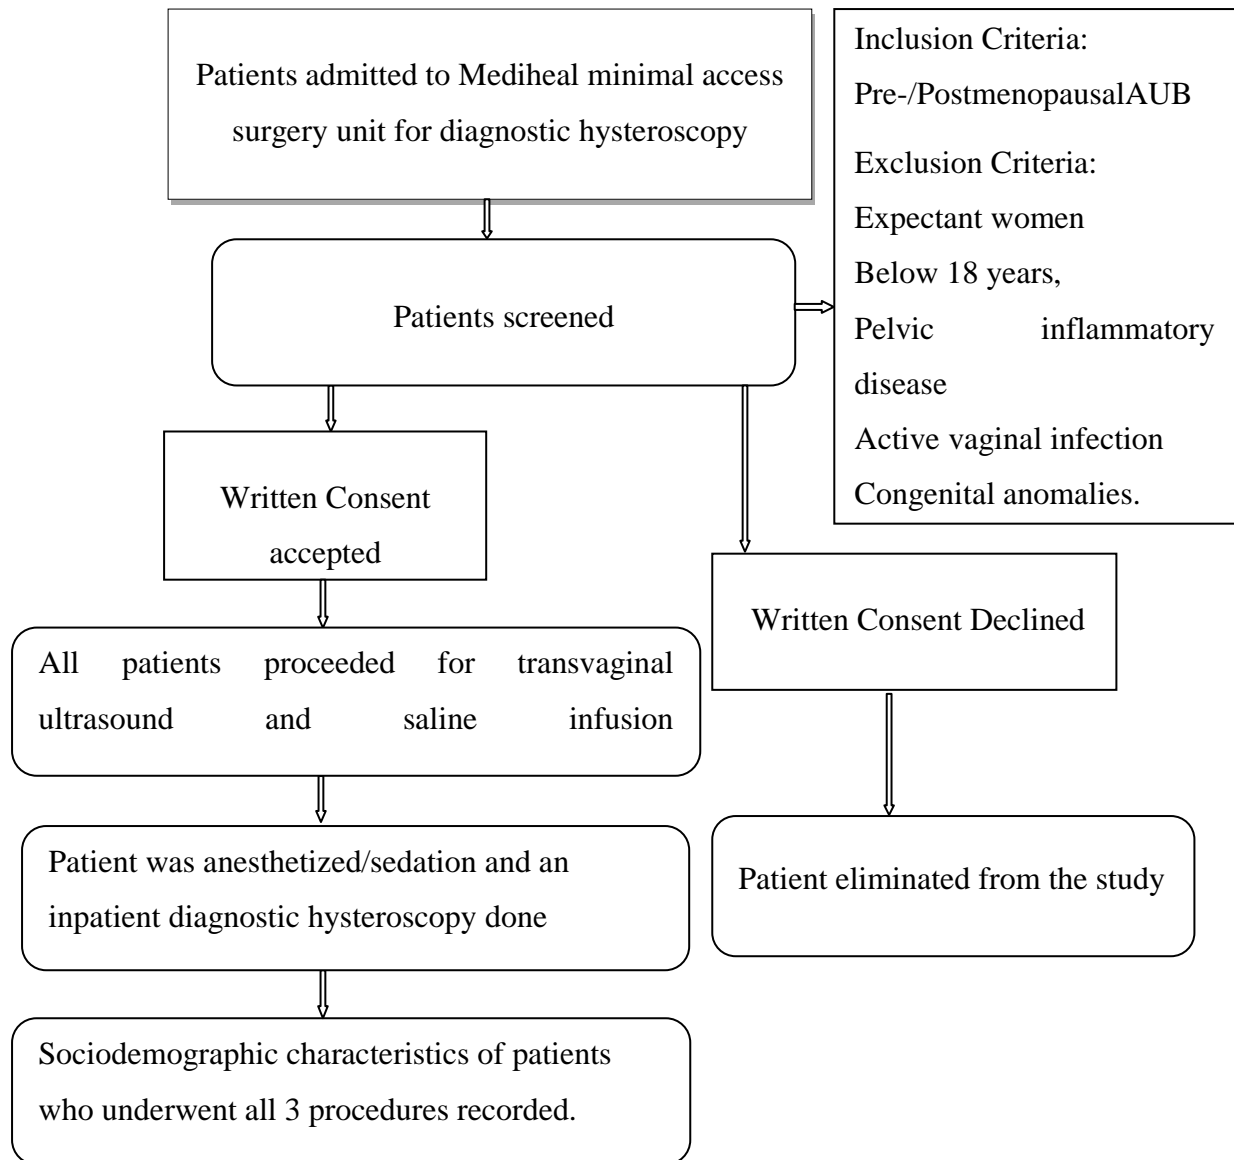 Patients admitted to Mediheal minimal access
surgery unit for diagnostic hysteroscopy
Inclusion Criteria:
Pre-/PostmenopausalAUB
Exclusion Criteria:
Expectant women
Below 18 years,
Pelvic inflammatory
disease
Active vaginal infection
Congenital anomalies.
Patients screened
Written Consent
accepted
Written Consent Declined
All patients proceeded for transvaginal
ultrasound and saline infusion
Patient was anesthetized/sedation and an
inpatient diagnostic hysteroscopy done
Patient eliminated from the study
Sociodemographic characteristics of patients
who underwent all 3 procedures recorded.